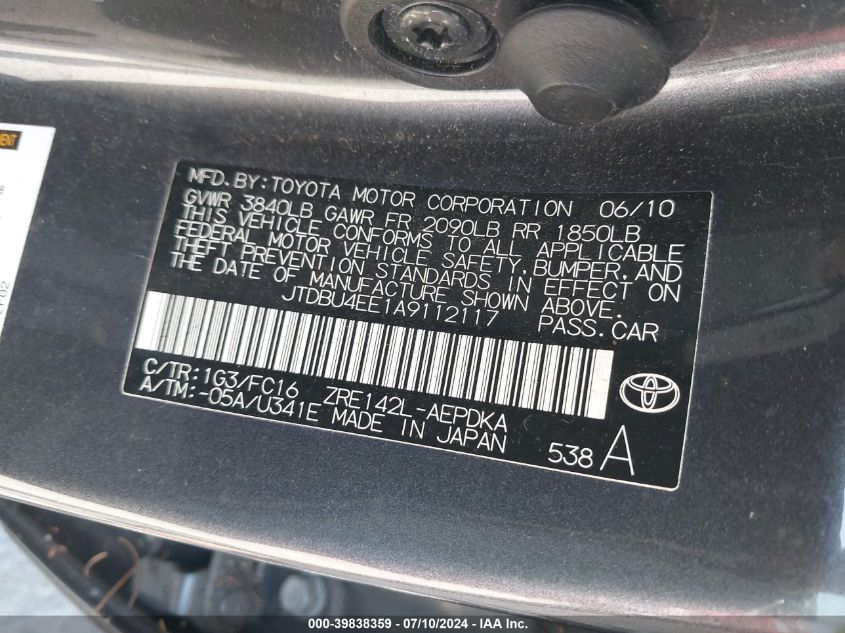 MENT
MFD.BY:TOYOTA MOTOR CORPORATION 06/10
GVWR 3840LB GAWR FR 2090LB RR 1850LB
THIS VEHICLE CONFORMS TO ALL APPLICABLE
FEDERAL MOTOR VEHICLE SAFETY, BUMPER, AND
THEFT PREVENTION STANDARDS IN EFFECT ON
THE DATE OF MANUFACTURE SHOWN ABOVE.
JTDBU4EE1A9112117 PASS.CAR
C/TR:1G3/FC16 ZRE142L-AEPDKA
A/TM:-05A/U341E MADE IN JAPAN
538 A
000-39838359 - 07/10/2024 - IAAI.COM